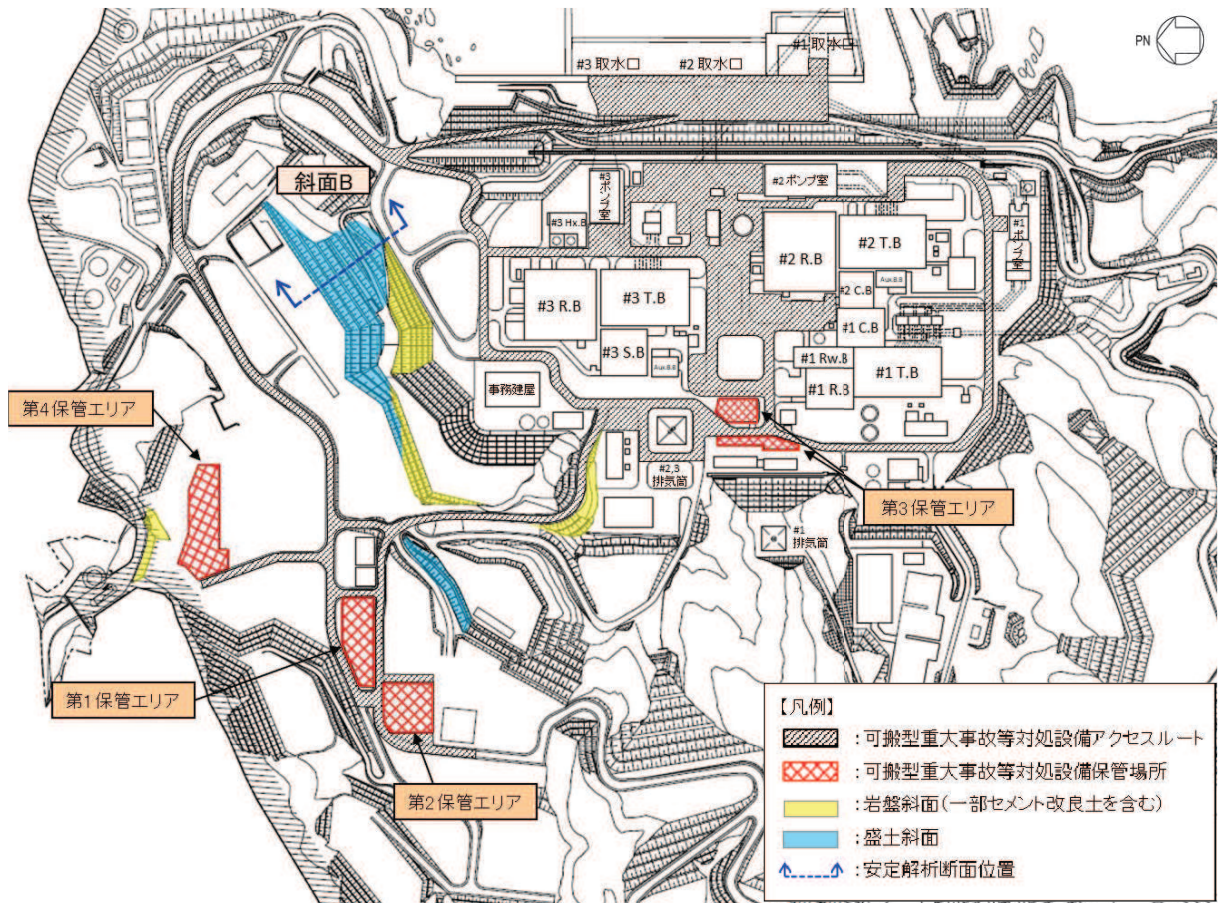 PN
#1取水口
#3取水口
#2取水口
斜面B
#3ポンプ室
#2ポンプ室
#1ポンプ室
#3 Hx.B
#2 R.B
#2 T.B
#3 R.B
#3 T.B
#2 C.B
Aux.B.B
#1 C.B
#3 S.B
Aux.B.B
#1 Rw.B
#1 R.B
#1 T.B
事務建屋
第4保管エリア
#2,3
排気筒
第3保管エリア
#1
排気筒
第1保管エリア
第2保管エリア
【凡例】
:可搬型重大事故等対処設備アクセスルート
:可搬型重大事故等対処設備保管場所
:岩盤斜面(一部セメント改良土を含む)
:盛土斜面
:安定解析断面位置